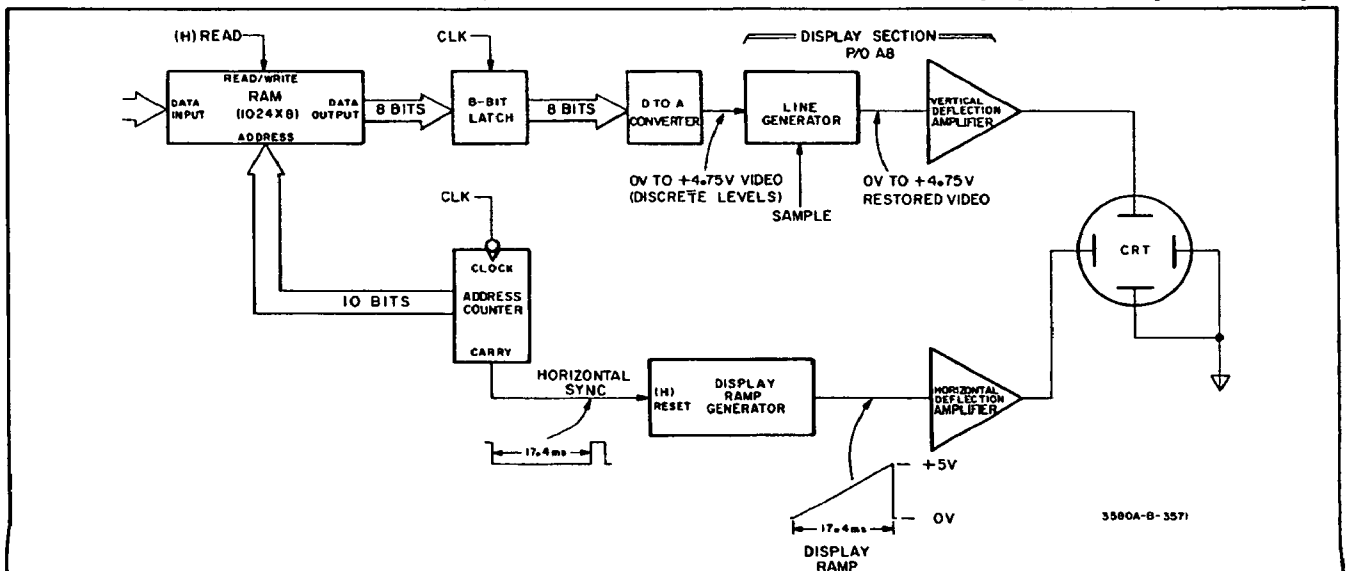 (H) READ
READ/WRITE
RAM
(1024X8)
DATA
INPUT
DATA
OUTPUT
ADDRESS
8 BITS
CLK
8-BIT
LATCH
8 BITS
D TO A
CONVERTER
DISPLAY SECTION
P/O A8
LINE
GENERATOR
VERTICAL
DEFLECTION
AMPLIFIER
0V TO +4.75V VIDEO
(DISCRETE LEVELS)
SAMPLE
0V TO +4.75V
RESTORED VIDEO
CRT
CLK
CLOCK
ADDRESS
COUNTER
CARRY
10 BITS
HORIZONTAL
SYNC
17.4ms
(H)
RESET
DISPLAY
RAMP
GENERATOR
HORIZONTAL
DEFLECTION
AMPLIFIER
+5V
0V
17.4ms
DISPLAY
RAMP
3580A-B-3571